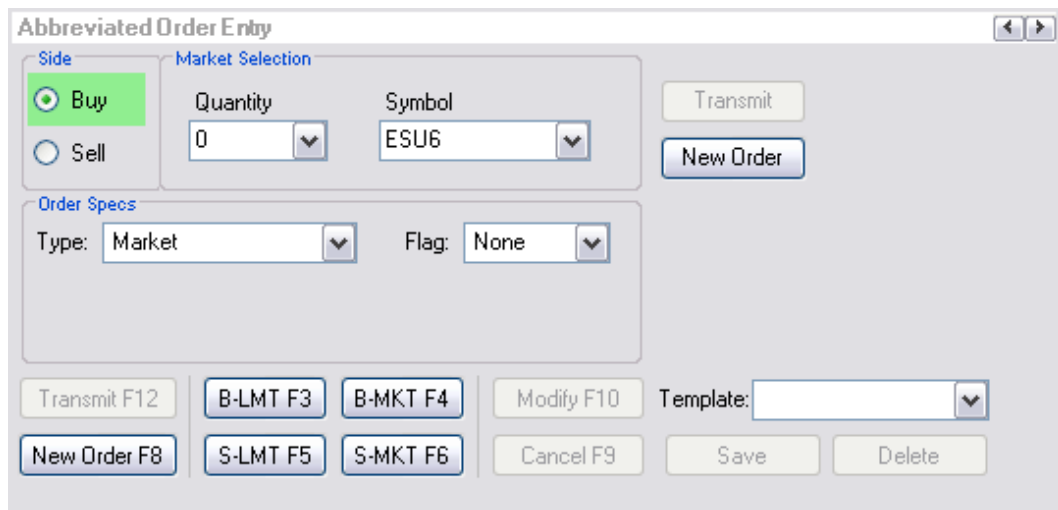 Abbreviated Order Entry
Side
Market Selection
Buy
Quantity
Symbol
Transmit
0
ESU6
Sell
New Order
Order Specs
Type: Market
Flag: None
Transmit F12
B-LMT F3
B-MKT F4
Modify F10
Template:
New Order F8
S-LMT F5
S-MKT F6
Cancel F9
Save
Delete